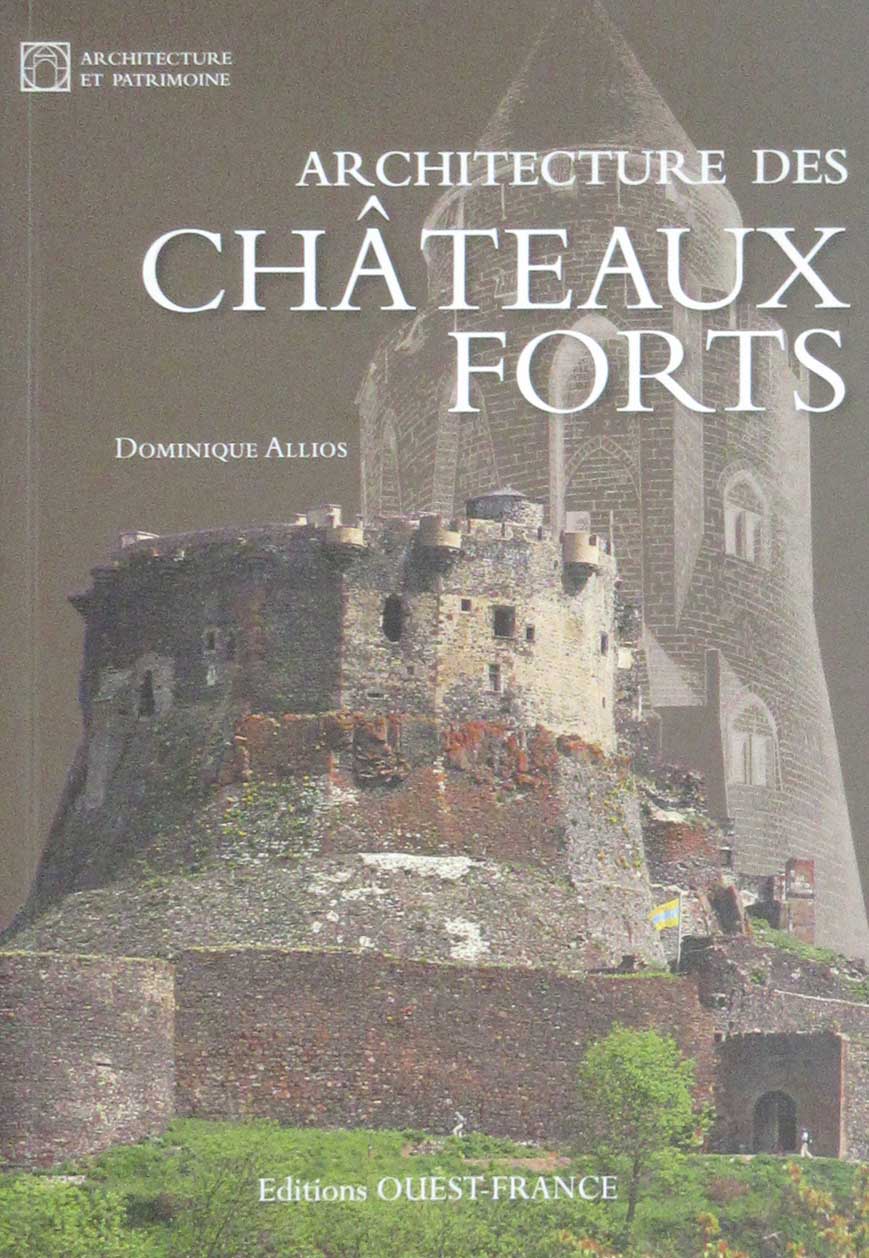 ARCHITECTURE
ET PATRIMOINE
ARCHITECTURE DES
CHÂTEAUX
FORTS
DOMINIQUE ALLIOS
Editions OUEST-FRANCE